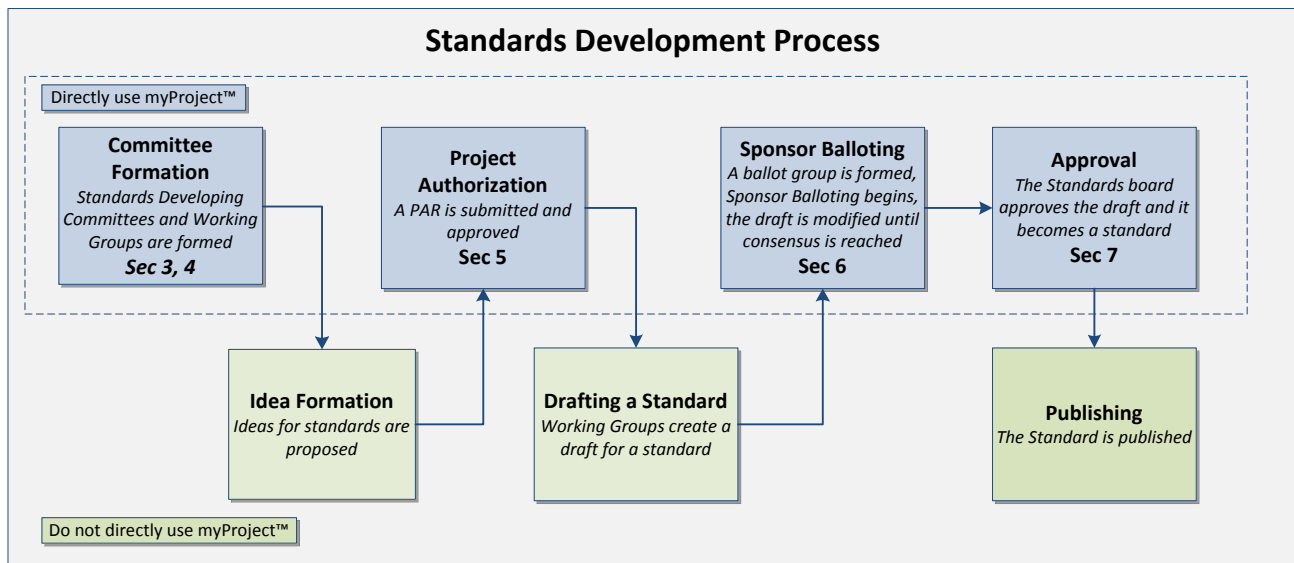 Standards Development Process
Directly use myProject™
Committee
Formation
Standards Developing
Committees and Working
Groups are formed
Sec 3, 4
Project
Authorization
A PAR is submitted and
approved
Sec 5
Sponsor Balloting
A ballot group is formed,
Sponsor Balloting begins,
the draft is modified until
consensus is reached
Sec 6
Approval
The Standards board
approves the draft and it
becomes a standard
Sec 7
Idea Formation
Ideas for standards are
proposed
Drafting a Standard
Working Groups create a
draft for a standard
Publishing
The Standard is published
Do not directly use myProject™